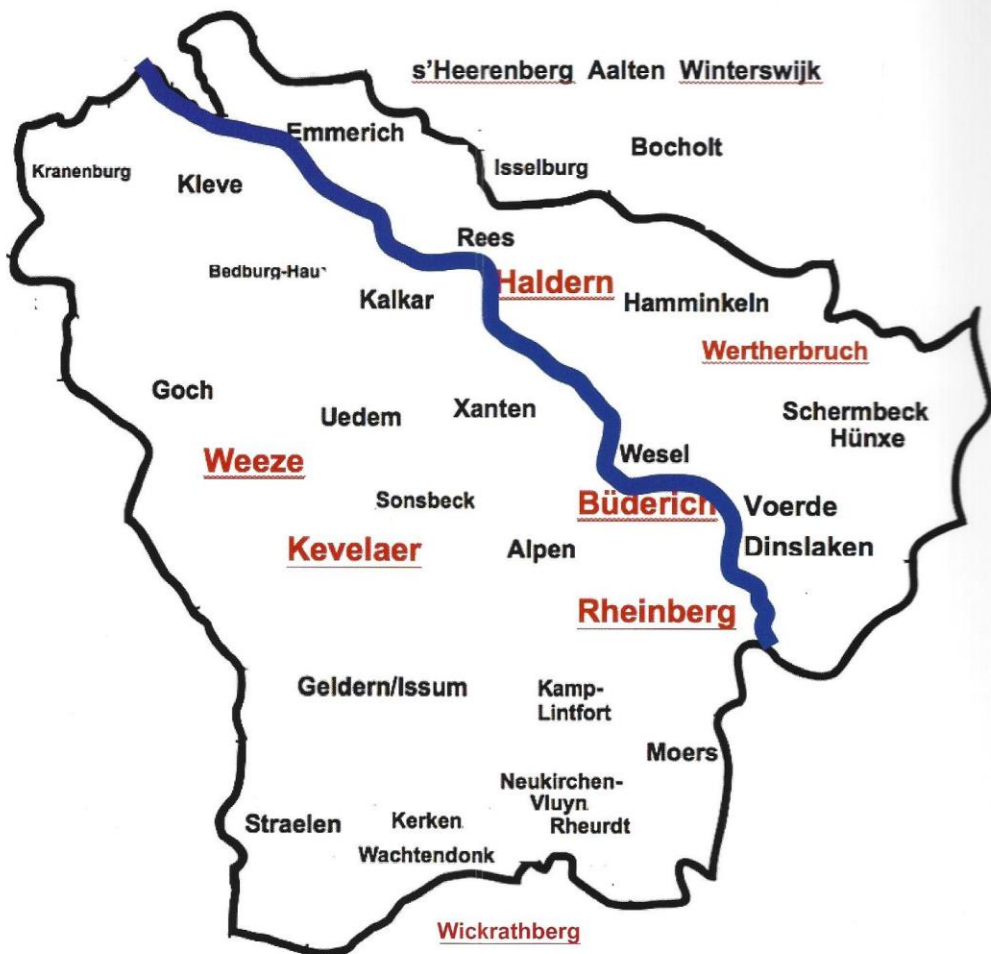 s'Heerenberg Aalten Winterswijk
Emmerich
Bocholt
Isselburg
Kranenburg
Kleve
Rees
Bedburg-Hau
Haldern
Kalkar
Hamminkeln
Wertherbruch
Goch
Uedem
Xanten
Schermbeck
Hünxe
Weeze
Wesel
Sonsbeck
Büderich
Voerde
Kevelaer
Alpen
Dinslaken
Rheinberg
Geldern/Issum
Kamp-
Lintfort
Moers
Neukirchen-
Vluyn
Rheurdt
Straelen
Kerken
Wachtendonk
Wickrathberg